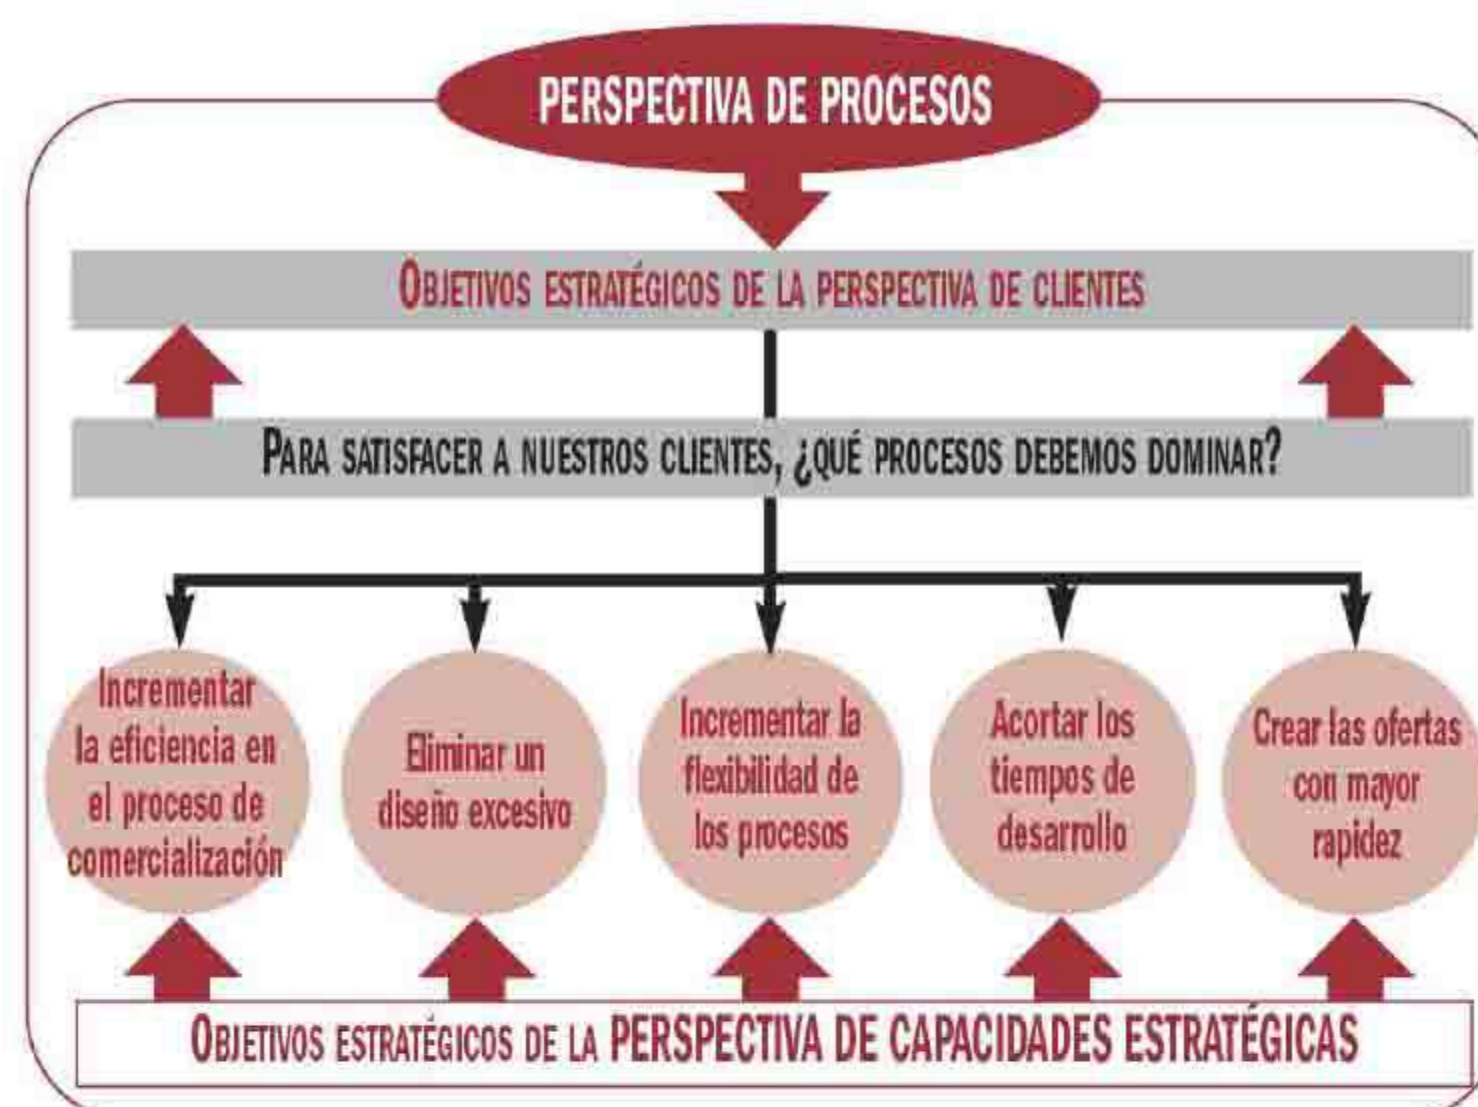 PERSPECTIVA DE PROCESOS
OBJETIVOS ESTRATÉGICOS DE LA PERSPECTIVA DE CLIENTES
PARA SATISFACER A NUESTROS CLIENTES, ¿QUÉ PROCESOS DEBEMOS DOMINAR?
Incrementar
la eficiencia en
el proceso de
comercialización
Eliminar un
diseño excesivo
Incrementar la
flexibilidad de
los procesos
Acortar los
tiempos de
desarrollo
Crear las ofertas
con mayor
rapidez
OBJETIVOS ESTRATÉGICOS DE LA PERSPECTIVA DE CAPACIDADES ESTRATÉGICAS